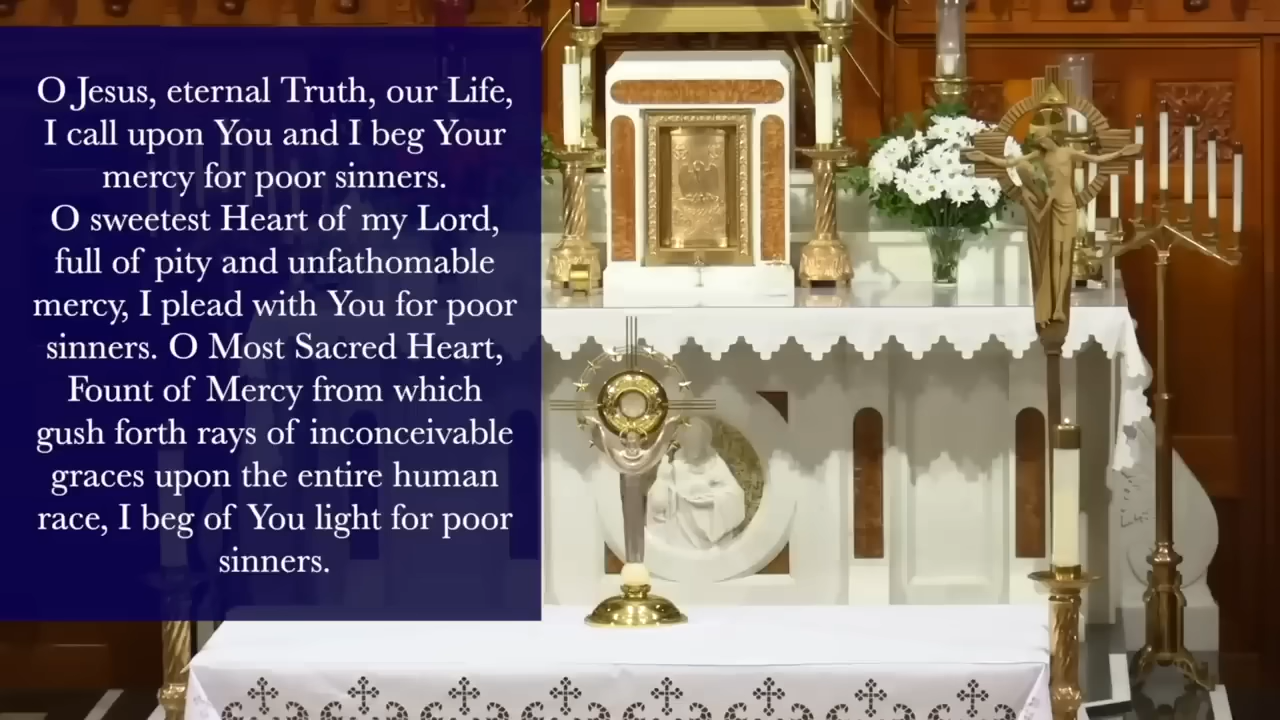 O Jesus, eternal Truth, our Life,
I call upon You and I beg Your
mercy for poor sinners.
O sweetest Heart of my Lord,
full of pity and unfathomable
mercy, I plead with You for poor
sinners. O Most Sacred Heart,
Fount of Mercy from which
gush forth rays of inconceivable
graces upon the entire human
race, I beg of You light for poor
sinners.